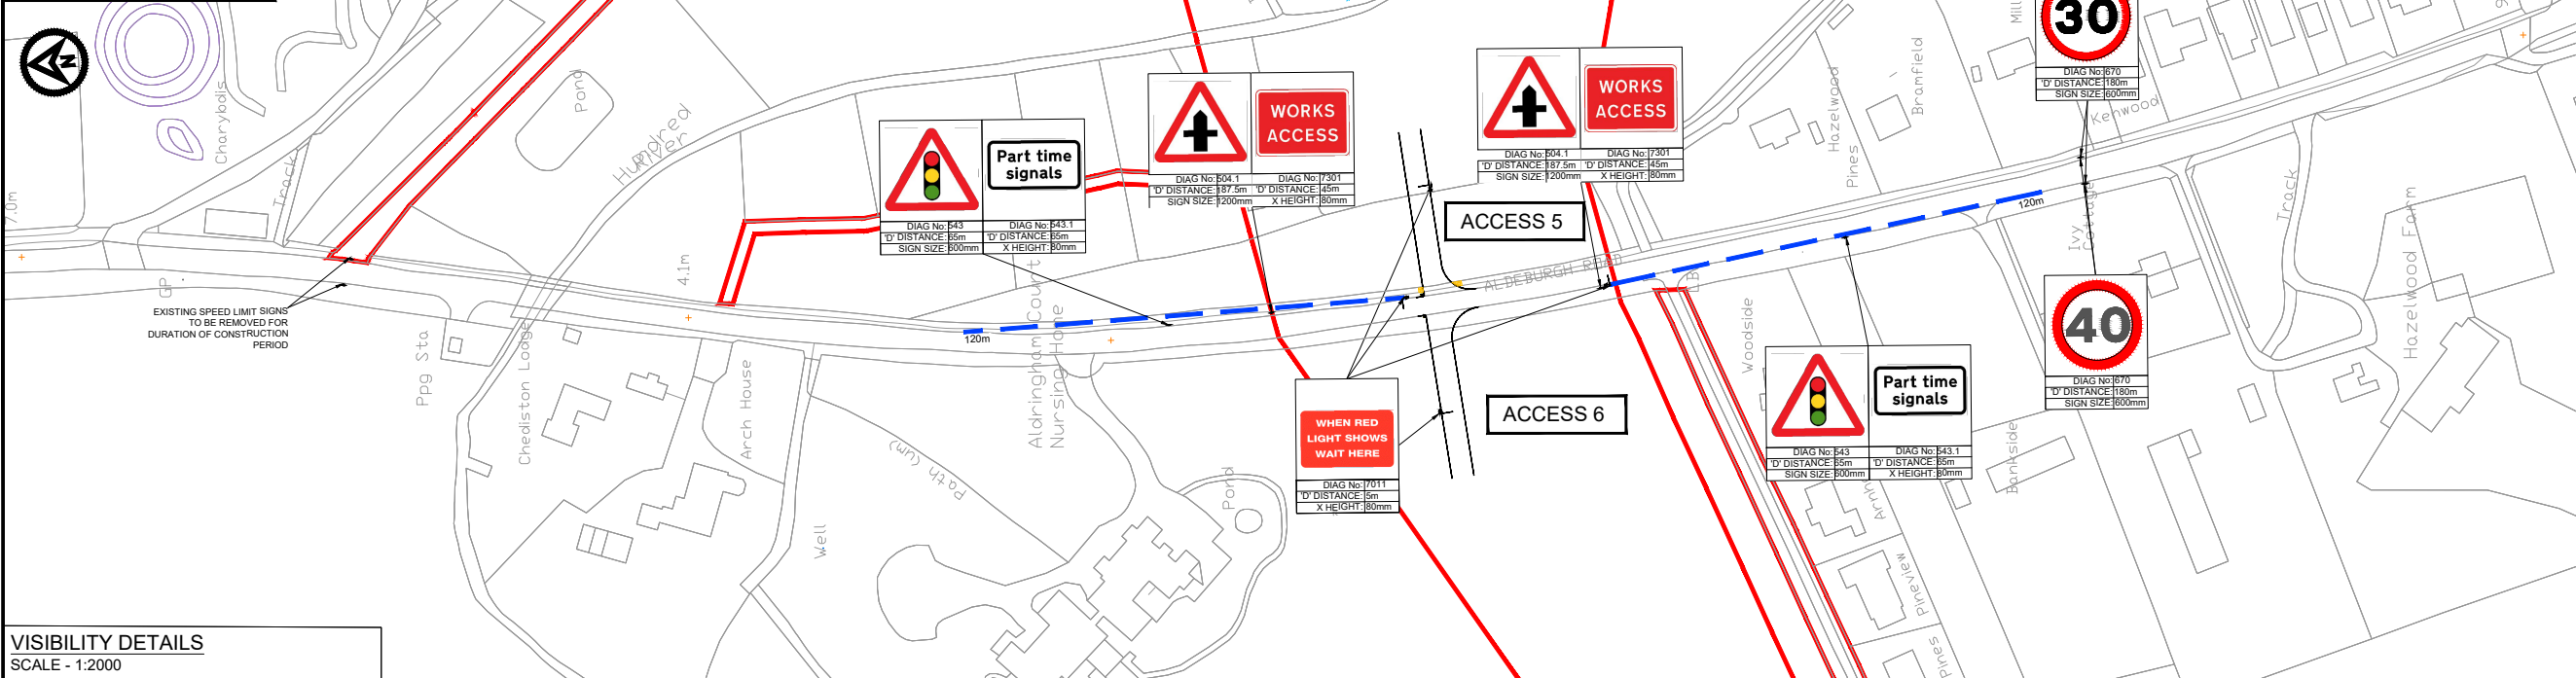 N
Charybdis
Track
7.0m
GP
EXISTING SPEED LIMIT SIGNS
TO BE REMOVED FOR
DURATION OF CONSTRUCTION
PERIOD
Ppg Sta
Chediston Lodge
Pond
Hundred
River
4.1m
Arch House
Well
Path (um)
Part time
signals
DIAG No: 543 DIAG No: 543.1
'D' DISTANCE: 65m 'D' DISTANCE: 65m
SIGN SIZE: 600mm X HEIGHT: 80mm
120m
Aldringham Court
Nursing Home
Pond
WORKS
ACCESS
DIAG No: 504.1 DIAG No: 7301
'D' DISTANCE: 187.5m 'D' DISTANCE: 45m
SIGN SIZE: 1200mm X HEIGHT: 80mm
WORKS
ACCESS
DIAG No: 504.1 DIAG No: 7301
'D' DISTANCE: 187.5m 'D' DISTANCE: 45m
SIGN SIZE: 1200mm X HEIGHT: 80mm
ACCESS 5
ALDEBURGH ROAD
LB
ACCESS 6
WHEN RED
LIGHT SHOWS
WAIT HERE
DIAG No: 7011
'D' DISTANCE: 5m
X HEIGHT: 80mm
Woodside
Part time
signals
DIAG No: 543 DIAG No: 543.1
'D' DISTANCE: 65m 'D' DISTANCE: 65m
SIGN SIZE: 600mm X HEIGHT: 80mm
Pineview
Pines
Hazelwood
Pines
Bramfield
30
DIAG No: 670
'D' DISTANCE: 180m
SIGN SIZE: 600mm
Kenwood
120m
Ivy
Cottage
40
DIAG No: 670
'D' DISTANCE: 180m
SIGN SIZE: 600mm
Bankside
Track
Hazelwood Farm
VISIBILITY DETAILS
SCALE - 1:2000